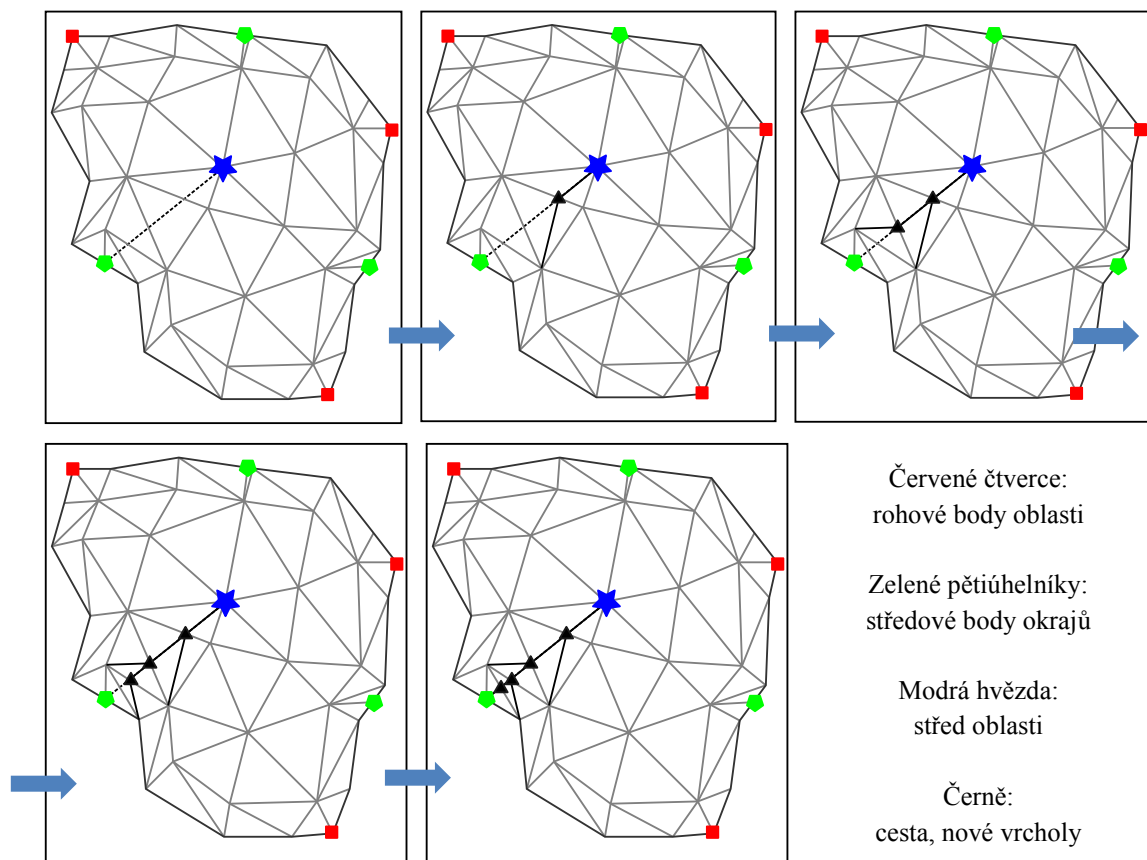 Červené čtverce:
rohové body oblasti
Zelené pětiúhelníky:
středové body okrajů
Modrá hvězda:
střed oblasti
Černě:
cesta, nové vrcholy